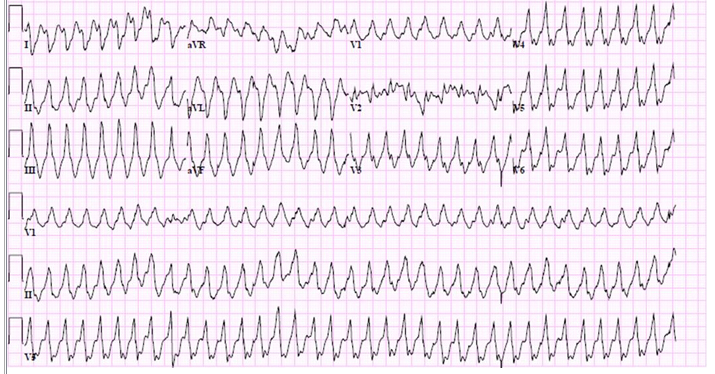 I aVR V1 V4
II aVL V2 V5
III aVF V3 V6
V1
II
V5